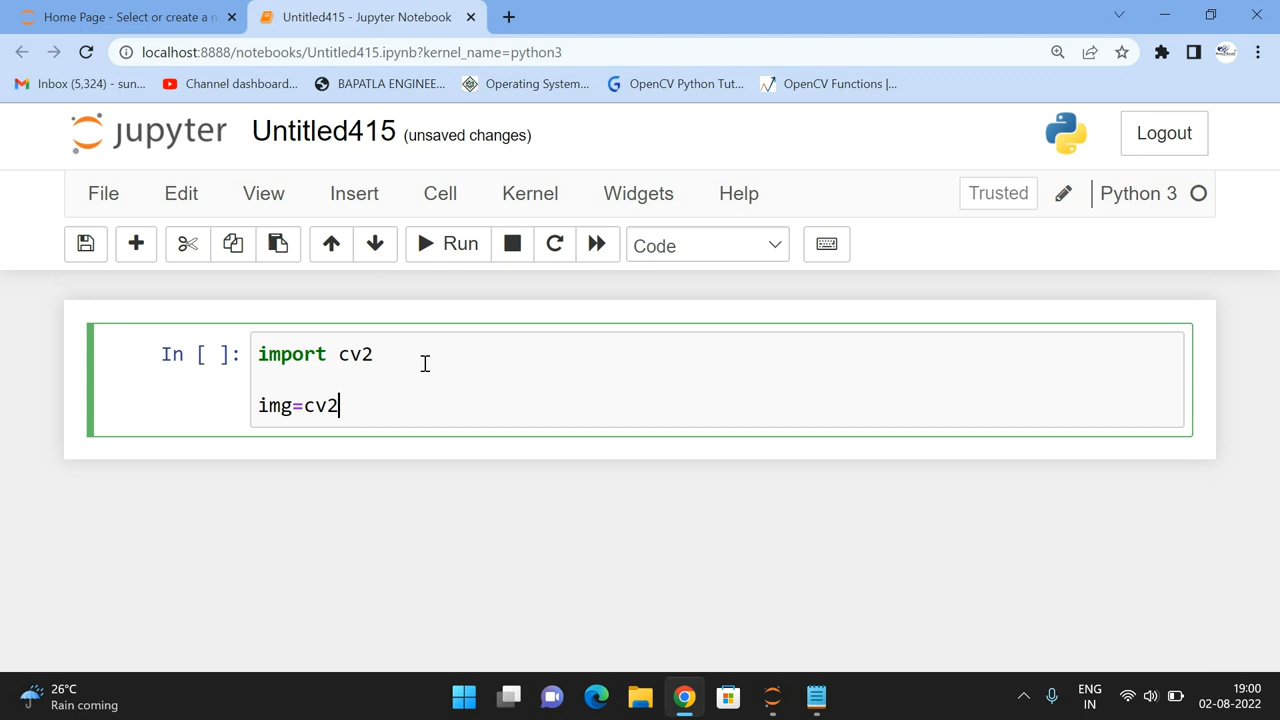 Home Page - Select or create a n
Untitled415 - Jupyter Notebook
localhost:8888/notebooks/Untitled415.ipynb?kernel_name=python3
Inbox (5,324) - sun...
Channel dashboard...
BAPATLA ENGINEE...
Operating System...
OpenCV Python Tut...
OpenCV Functions |...
jupyter Untitled415 (unsaved changes)
Logout
File Edit View Insert Cell Kernel Widgets Help
Trusted
Python 3
Run
Code
In [ ]: import cv2
img=cv2
26°C
Rain coming
ENG
IN
19:00
02-08-2022